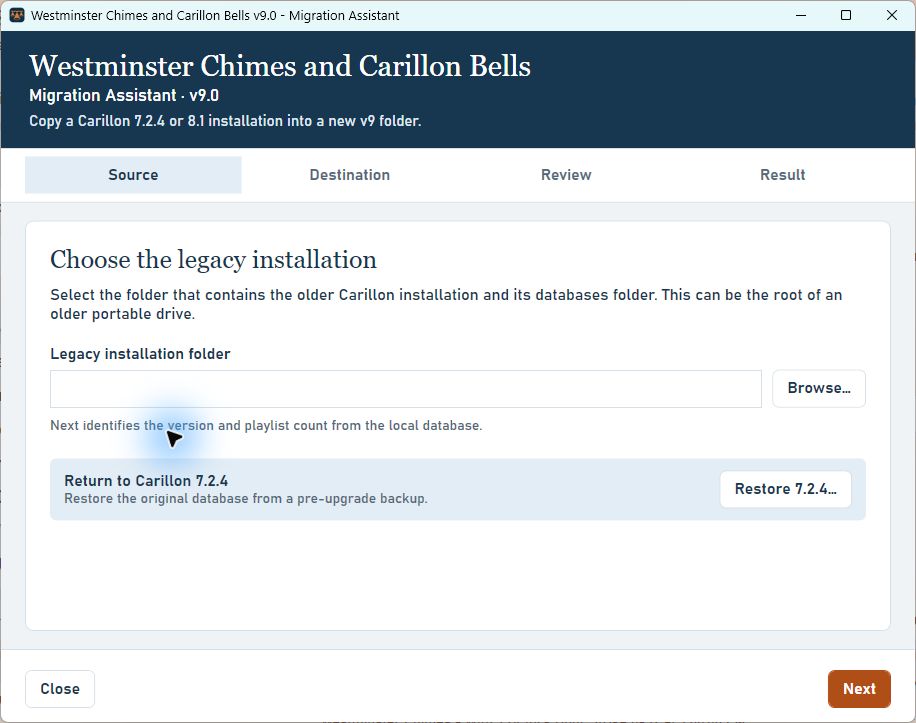 Westminster Chimes and Carillon Bells v9.0 - Migration Assistant
Westminster Chimes and Carillon Bells
Migration Assistant · v9.0
Copy a Carillon 7.2.4 or 8.1 installation into a new v9 folder.
Source Destination Review Result
Choose the legacy installation
Select the folder that contains the older Carillon installation and its databases folder. This can be the root of an
older portable drive.
Legacy installation folder
Browse...
Next identifies the version and playlist count from the local database.
Return to Carillon 7.2.4
Restore the original database from a pre-upgrade backup.
Restore 7.2.4...
Close Next